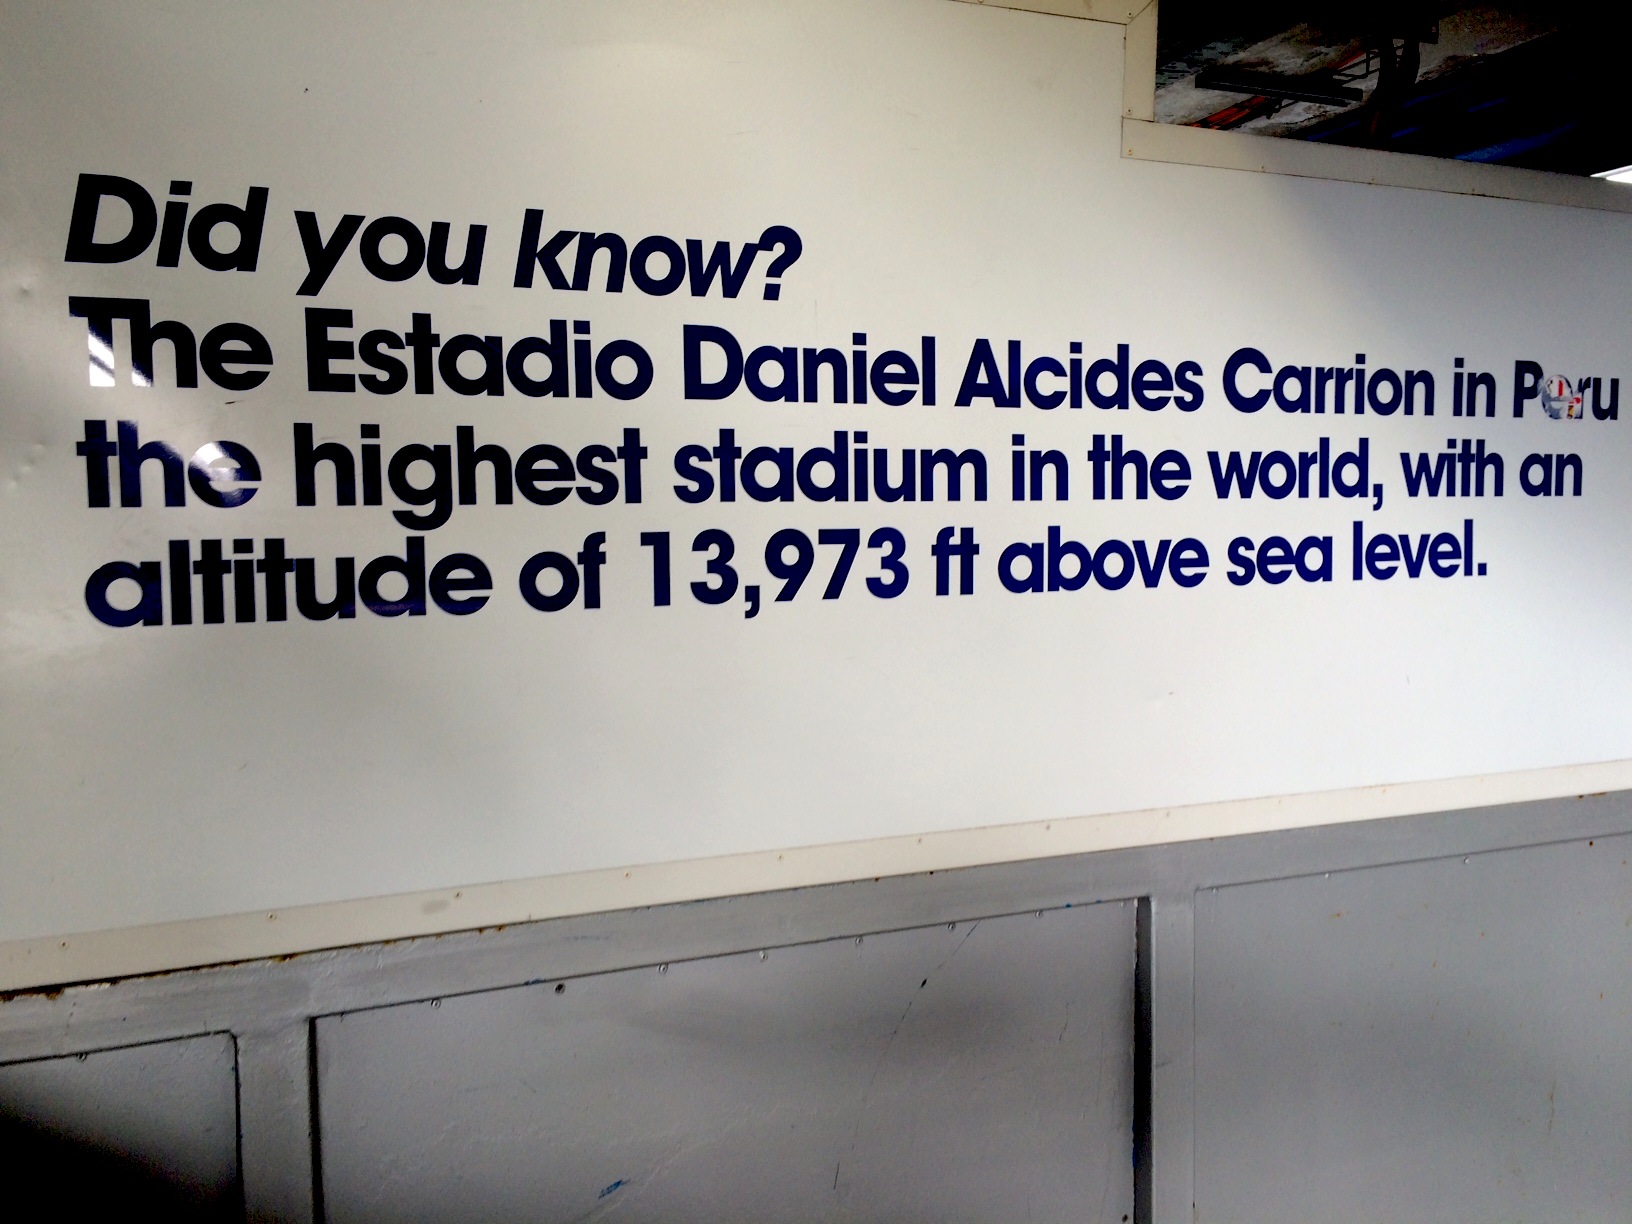 Did you know?
The Estadio Daniel Alcides Carrion in Peru
the highest stadium in the world, with an
altitude of 13,973 ft above sea level.